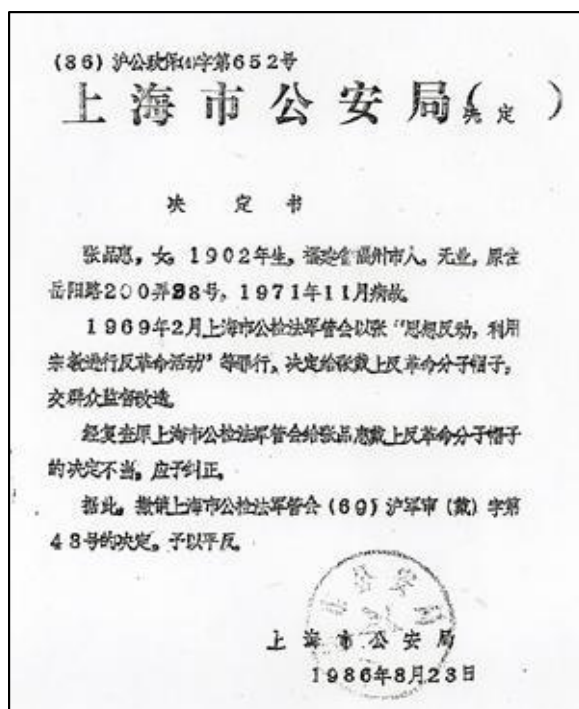 (86)沪公政保(4)字第652号
上海市公安局(决定)
决定书
张品惠，女。1902年生，福建省福州市人。无业，原住
岳阳路200弄38号，1971年11月病故。
1969年2月上海市公检法军管会以张“思想反动，利用
宗教进行反革命活动”等罪行、决定给张戴上反革命分子帽子，
交群众监督改造。
经复查原上海市公检法军管会给张品惠戴上反革命分子帽子
的决定不当。应予纠正。
据此。撤销上海市公检法军管会(69)沪军审(戴)字第
48号的决定。予以平反。
公安局
上海市公安局
1986年8月23日